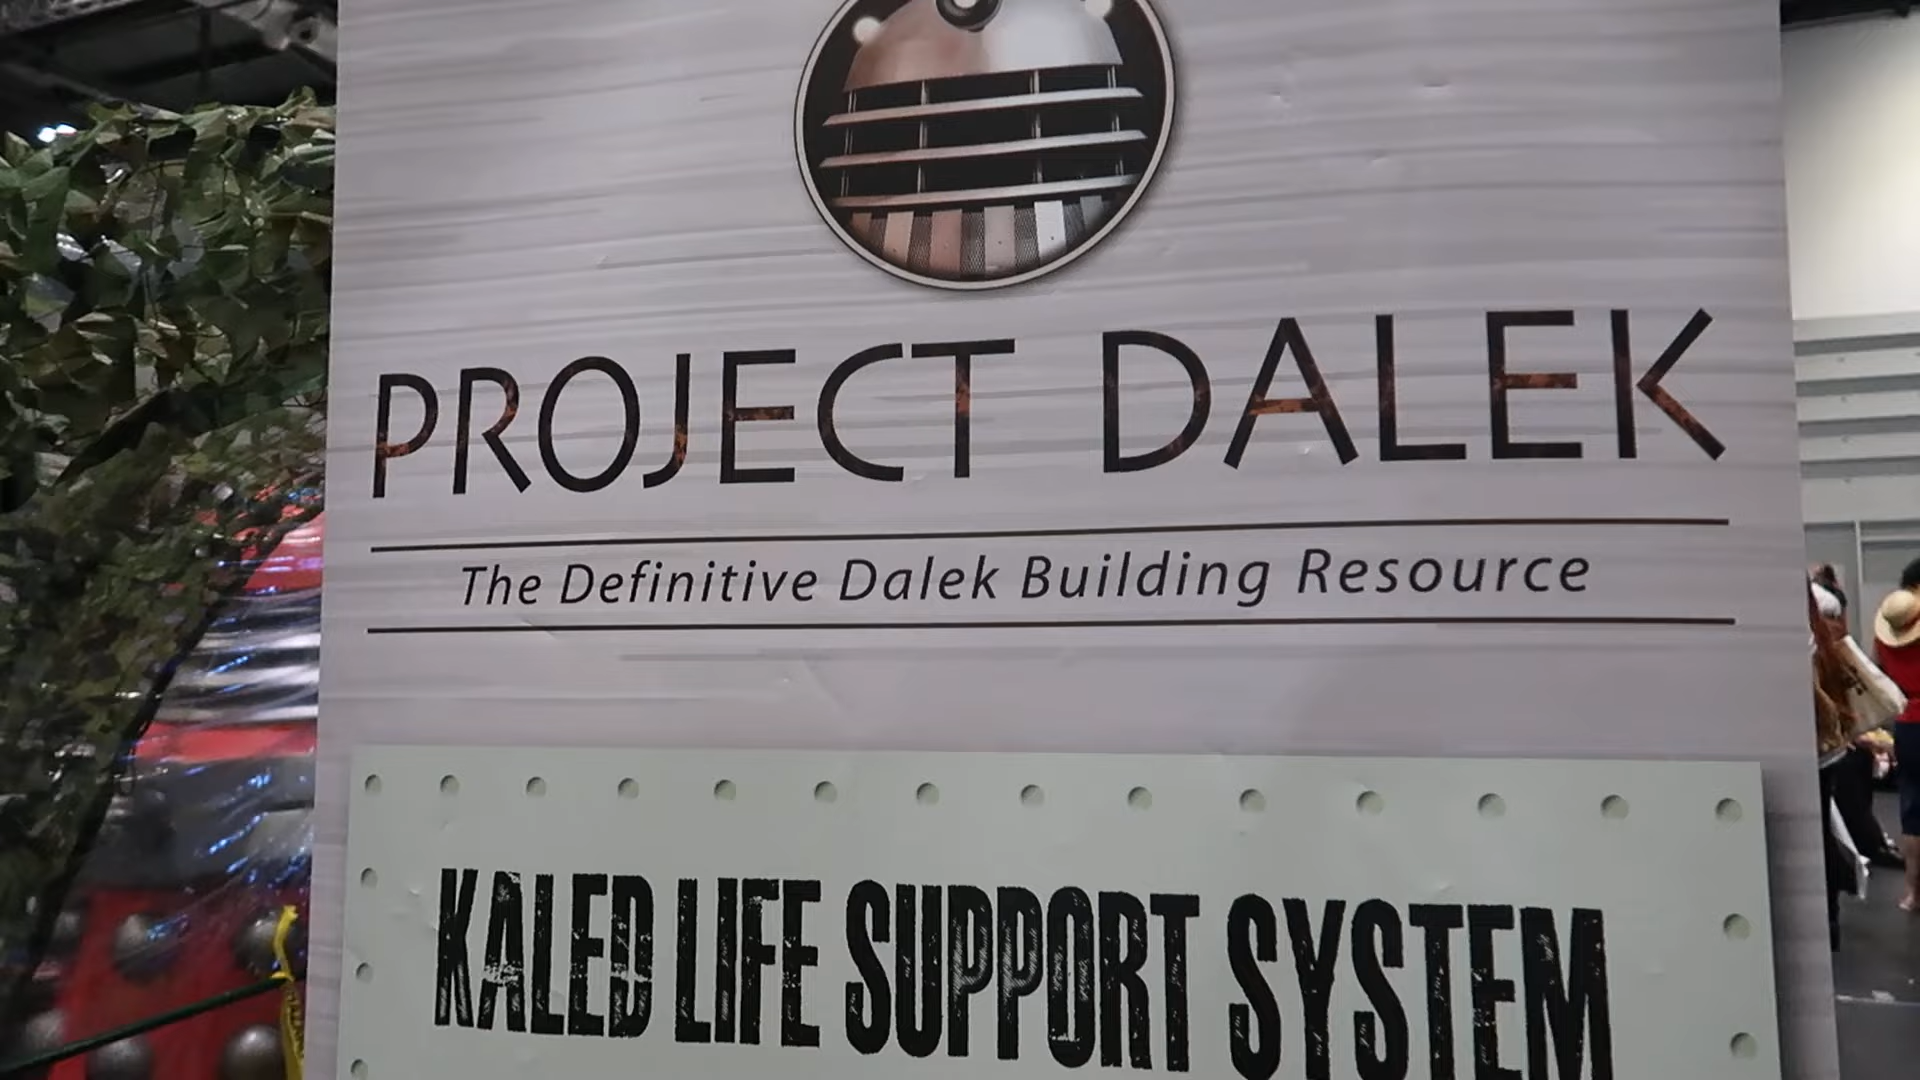 PROJECT DALEK
The Definitive Dalek Building Resource
KALED LIFE SUPPORT SYSTEM